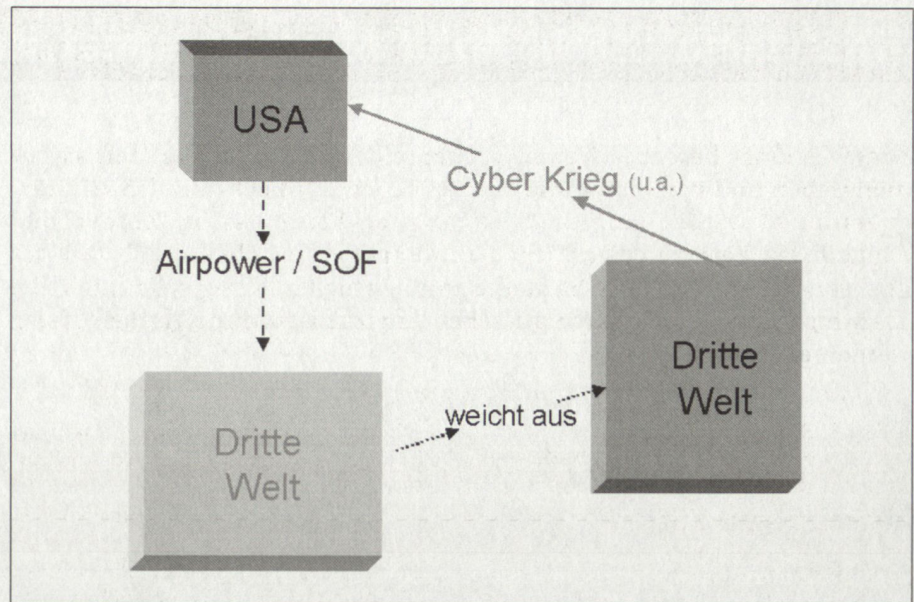 USA
Cyber Krieg (u.a.)
Airpower / SOF
Dritte
Welt
weicht aus
Dritte
Welt